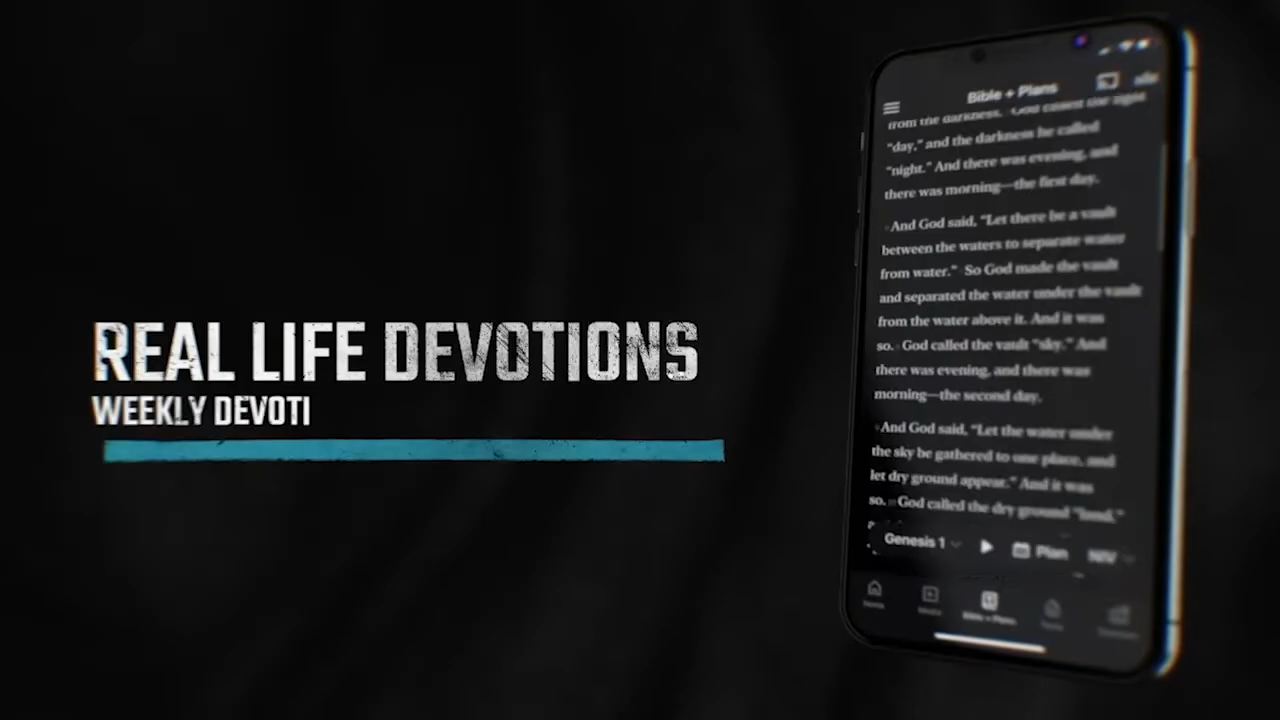 REAL LIFE DEVOTIONS
WEEKLY DEVOTI
Bible + Plans
from the darkness. God called the light
“day,” and the darkness he called
“night.” And there was evening, and
there was morning—the first day.
And God said, “Let there be a vault
between the waters to separate water
from water.” So God made the vault
and separated the water under the vault
from the water above it. And it was
so. God called the vault “sky.” And
there was evening, and there was
morning—the second day.
And God said, “Let the water under
the sky be gathered to one place, and
let dry ground appear.” And it was
so. God called the dry ground “land,”
Genesis 1
Plan
NIV
Home
Bible + Plans